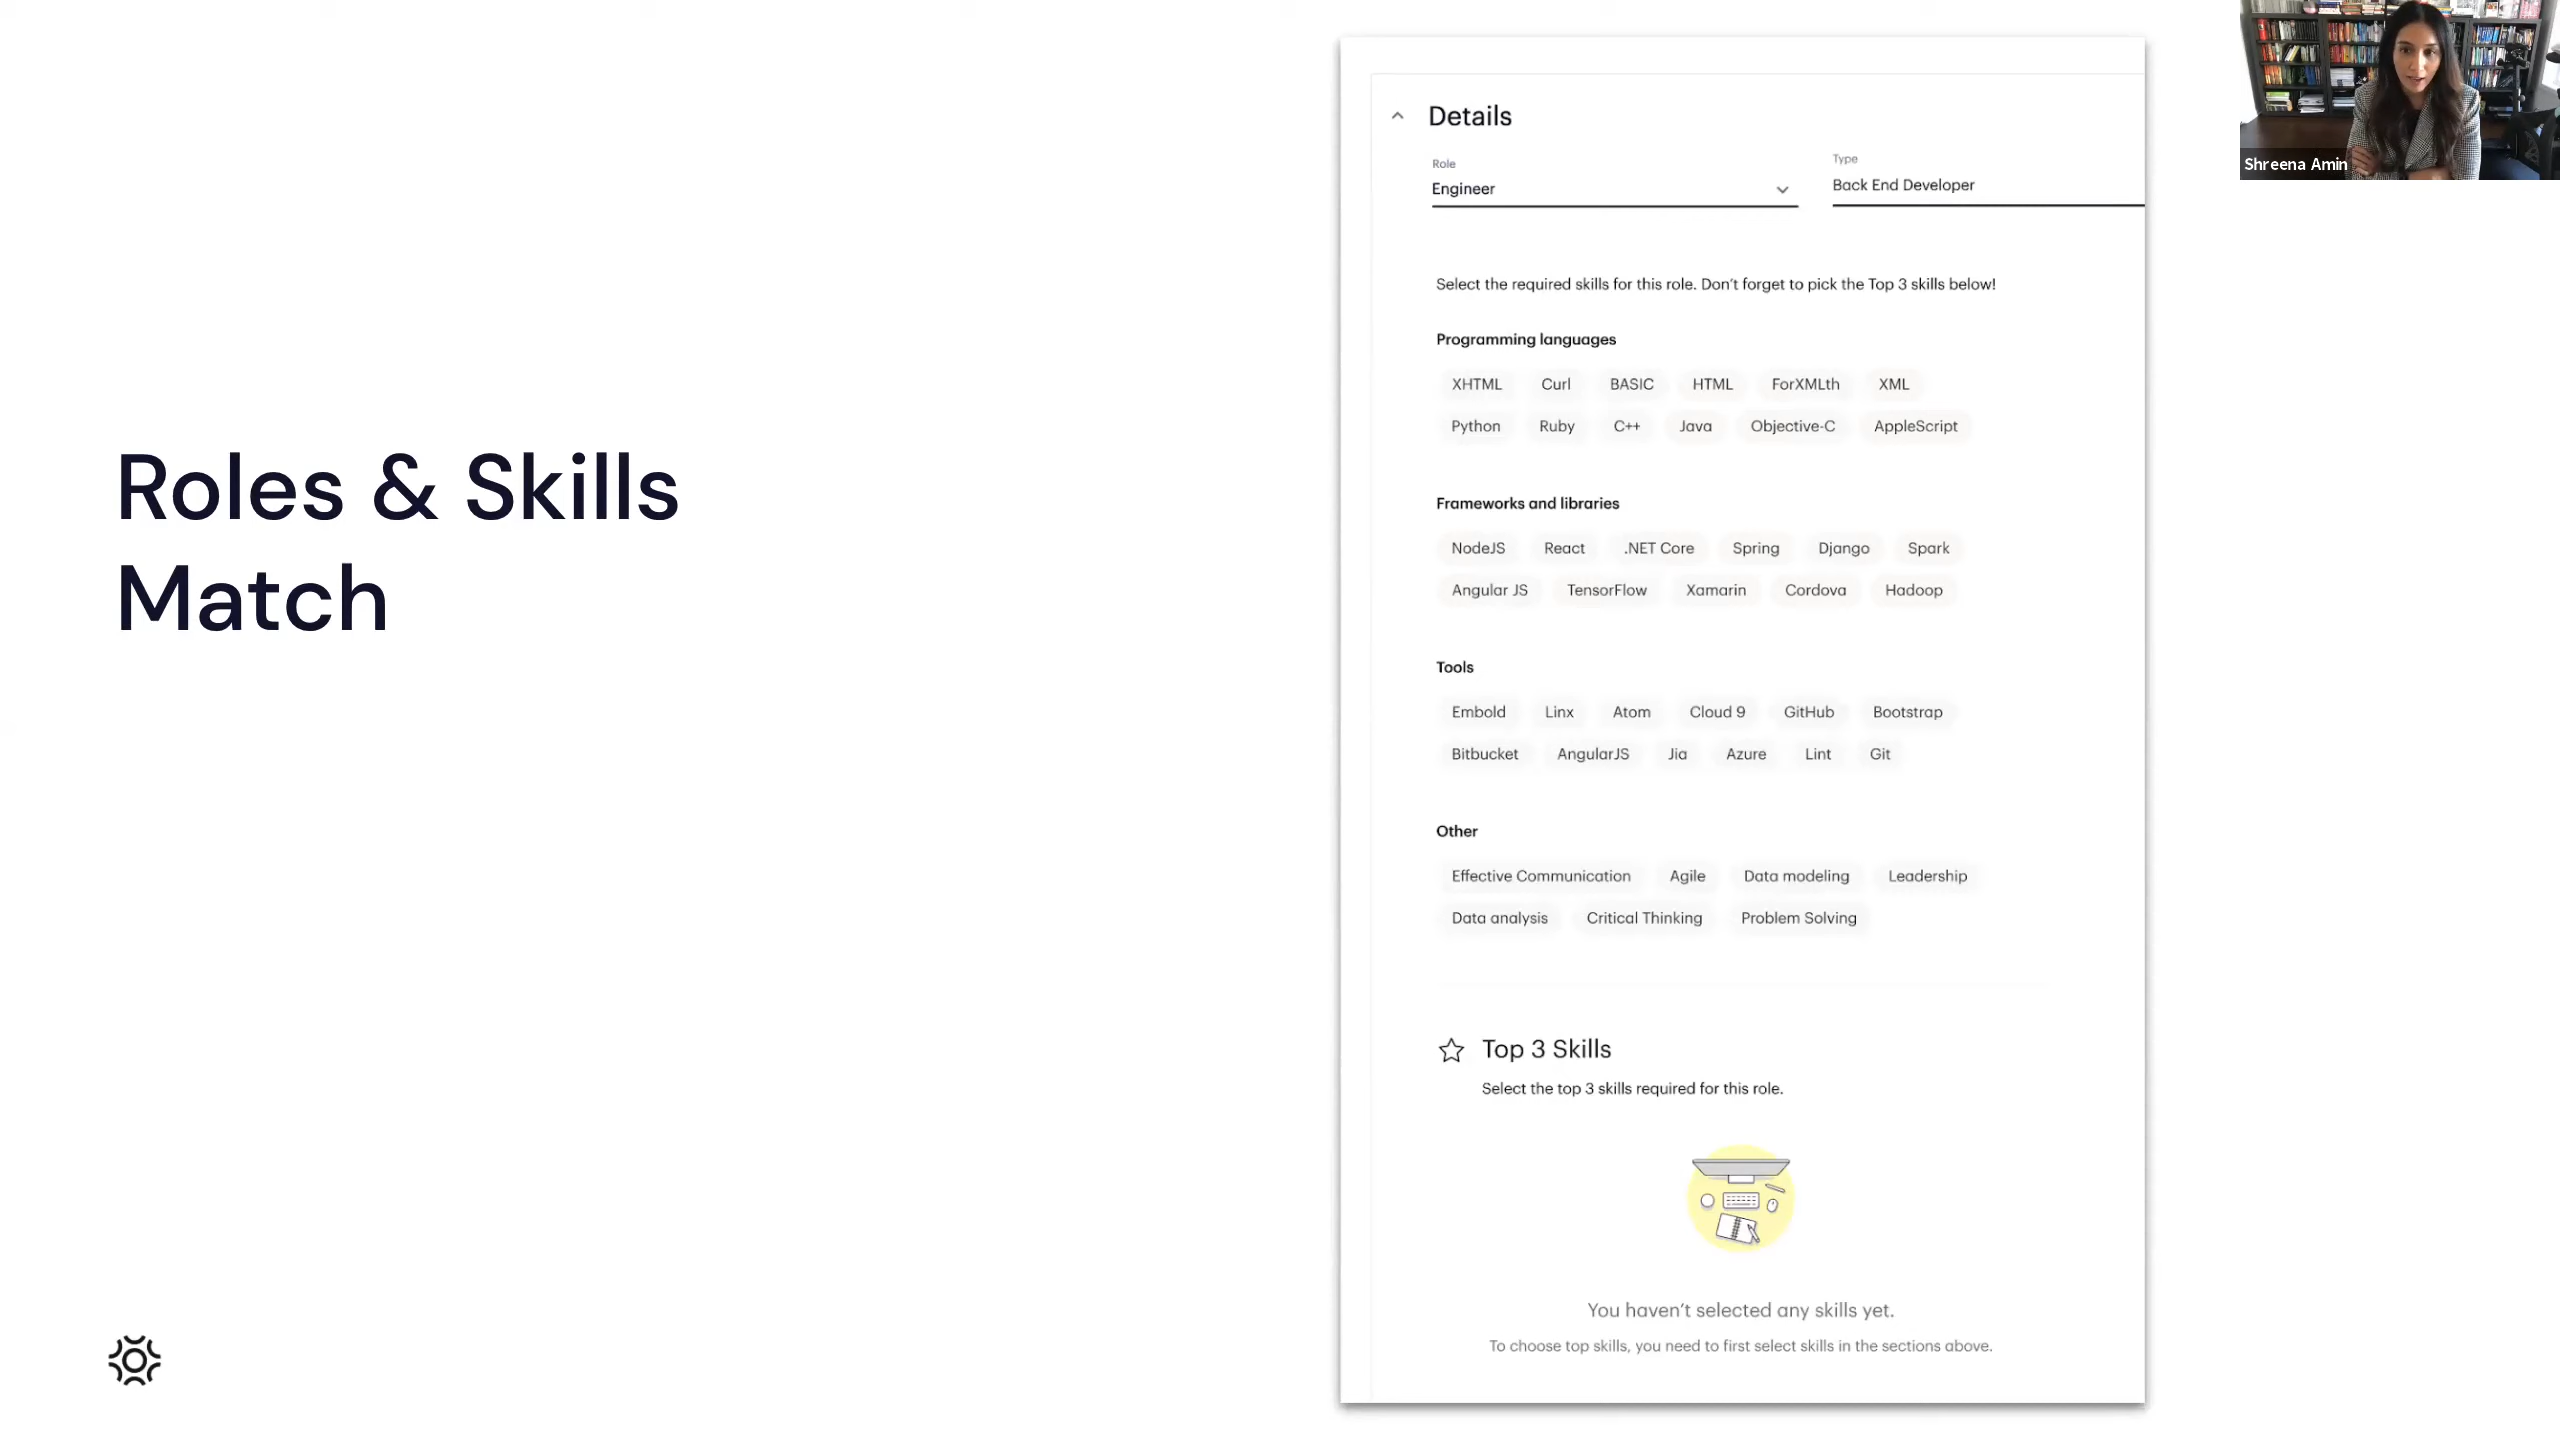 Roles & Skills
Match
Details
Role
Engineer
Type
Back End Developer
Select the required skills for this role. Don't forget to pick the Top 3 skills below!
Programming languages
XHTML Curl BASIC HTML ForXMLth XML
Python Ruby C++ Java Objective-C AppleScript
Frameworks and libraries
NodeJS React .NET Core Spring Django Spark
Angular JS TensorFlow Xamarin Cordova Hadoop
Tools
Embold Linx Atom Cloud 9 GitHub Bootstrap
Bitbucket AngularJS Jia Azure Lint Git
Other
Effective Communication Agile Data modeling Leadership
Data analysis Critical Thinking Problem Solving
Top 3 Skills
Select the top 3 skills required for this role.
You haven't selected any skills yet.
To choose top skills, you need to first select skills in the sections above.
Shreena Amin